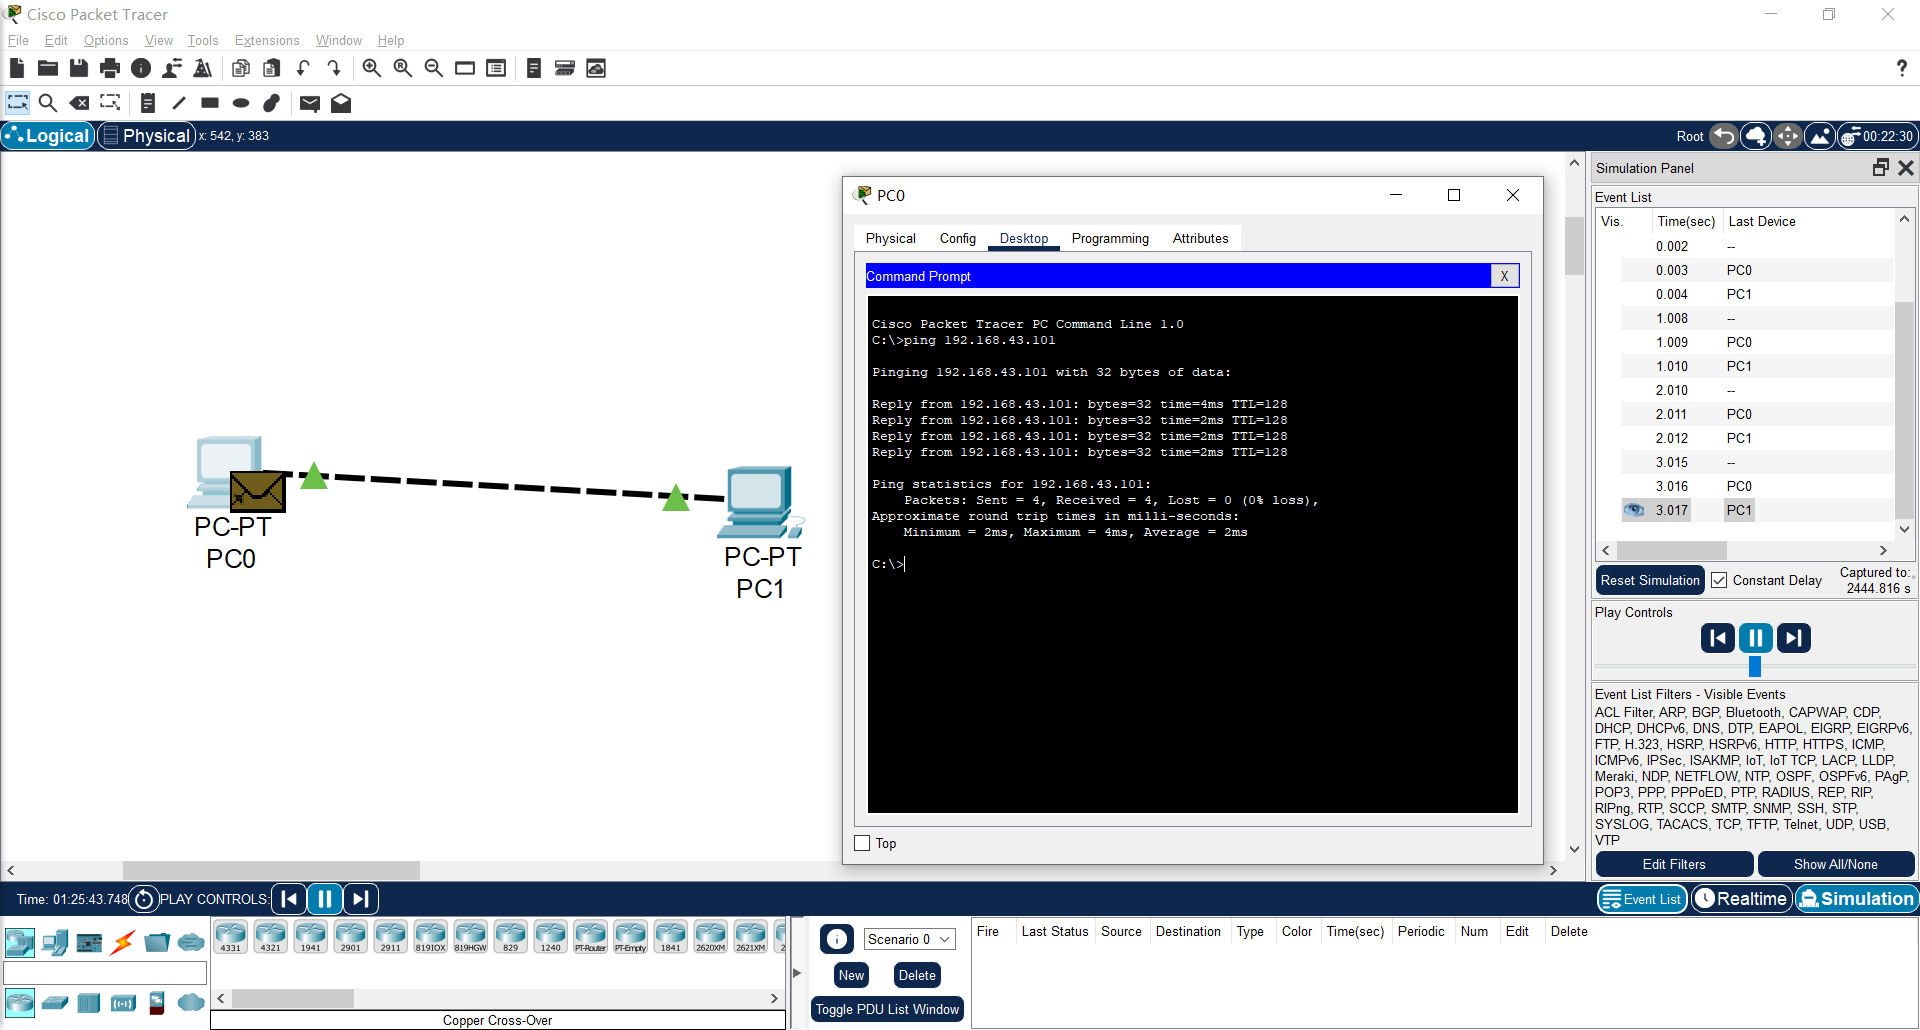 Cisco Packet Tracer
File Edit Options View Tools Extensions Window Help
?
Logical Physical x: 542, y: 383 Root 00:22:30
PC-PT
PC0
PC-PT
PC1
PC0
Physical Config Desktop Programming Attributes
Command Prompt X
Cisco Packet Tracer PC Command Line 1.0
C:\>ping 192.168.43.101
Pinging 192.168.43.101 with 32 bytes of data:
Reply from 192.168.43.101: bytes=32 time=4ms TTL=128
Reply from 192.168.43.101: bytes=32 time=2ms TTL=128
Reply from 192.168.43.101: bytes=32 time=2ms TTL=128
Reply from 192.168.43.101: bytes=32 time=2ms TTL=128
Ping statistics for 192.168.43.101:
Packets: Sent = 4, Received = 4, Lost = 0 (0% loss),
Approximate round trip times in milli-seconds:
Minimum = 2ms, Maximum = 4ms, Average = 2ms
C:\>
Top
Simulation Panel
Event List
Vis. Time(sec) Last Device
0.002 --
0.003 PC0
0.004 PC1
1.008 --
1.009 PC0
1.010 PC1
2.010 --
2.011 PC0
2.012 PC1
3.015 --
3.016 PC0
3.017 PC1
Reset Simulation Constant Delay Captured to:
2444.816 s
Play Controls
Event List Filters - Visible Events
ACL Filter, ARP, BGP, Bluetooth, CAPWAP, CDP,
DHCP, DHCPv6, DNS, DTP, EAPOL, EIGRP, EIGRPv6,
FTP, H.323, HSRP, HSRPv6, HTTP, HTTPS, ICMP,
ICMPv6, IPSec, ISAKMP, IoT, IoT TCP, LACP, LLDP,
Meraki, NDP, NETFLOW, NTP, OSPF, OSPFv6, PAgP,
POP3, PPP, PPPoED, PTP, RADIUS, REP, RIP,
RIPng, RTP, SCCP, SMTP, SNMP, SSH, STP,
SYSLOG, TACACS, TCP, TFTP, Telnet, UDP, USB,
VTP
Edit Filters Show All/None
Time: 01:25:43.748 PLAY CONTROLS: Event List Realtime Simulation
4331 4321 1941 2901 2911 819IOX 819HGW 829 1240 PT-Router PT-Empty 1841 2620XM 2621XM 2
Copper Cross-Over
Scenario 0
New Delete
Toggle PDU List Window
Fire Last Status Source Destination Type Color Time(sec) Periodic Num Edit Delete